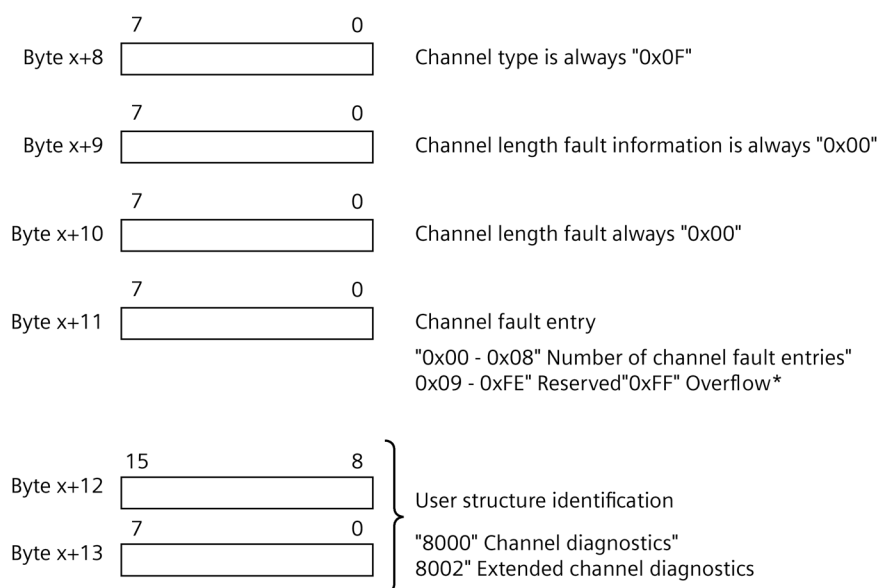 7 0
Byte x+8 Channel type is always "0x0F"
7 0
Byte x+9 Channel length fault information is always "0x00"
7 0
Byte x+10 Channel length fault always "0x00"
7 0
Byte x+11 Channel fault entry
"0x00 - 0x08" Number of channel fault entries"
0x09 - 0xFE" Reserved"0xFF" Overflow*
15 8
Byte x+12
User structure identification
7 0
"8000" Channel diagnostics"
Byte x+13
8002" Extended channel diagnostics